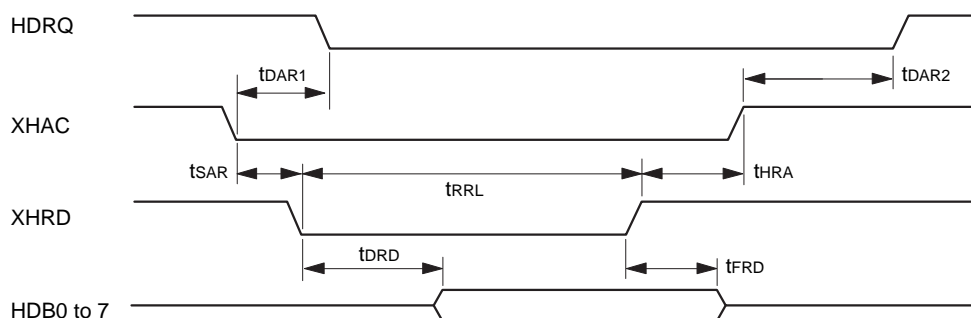 HDRQ
tDAR1
tDAR2
XHAC
tSAR
tRRL
tHRA
XHRD
tDRD
tFRD
HDB0 to 7